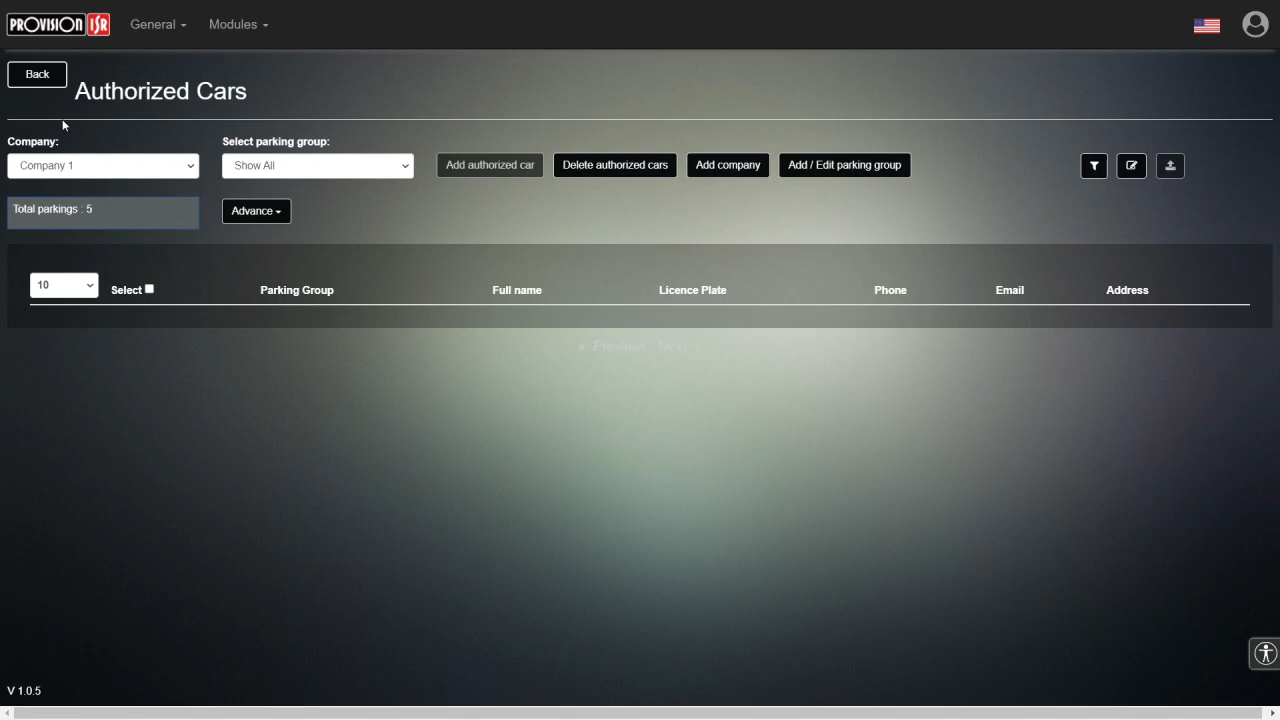 PROVISION ISR General Modules
Back
Authorized Cars
Company: Select parking group:
Company 1 Show All Add authorized car Delete authorized cars Add company Add / Edit parking group
Total parkings : 5 Advance
10 Select Parking Group Full name Licence Plate Phone Email Address
« Previous Next »
V 1.0.5